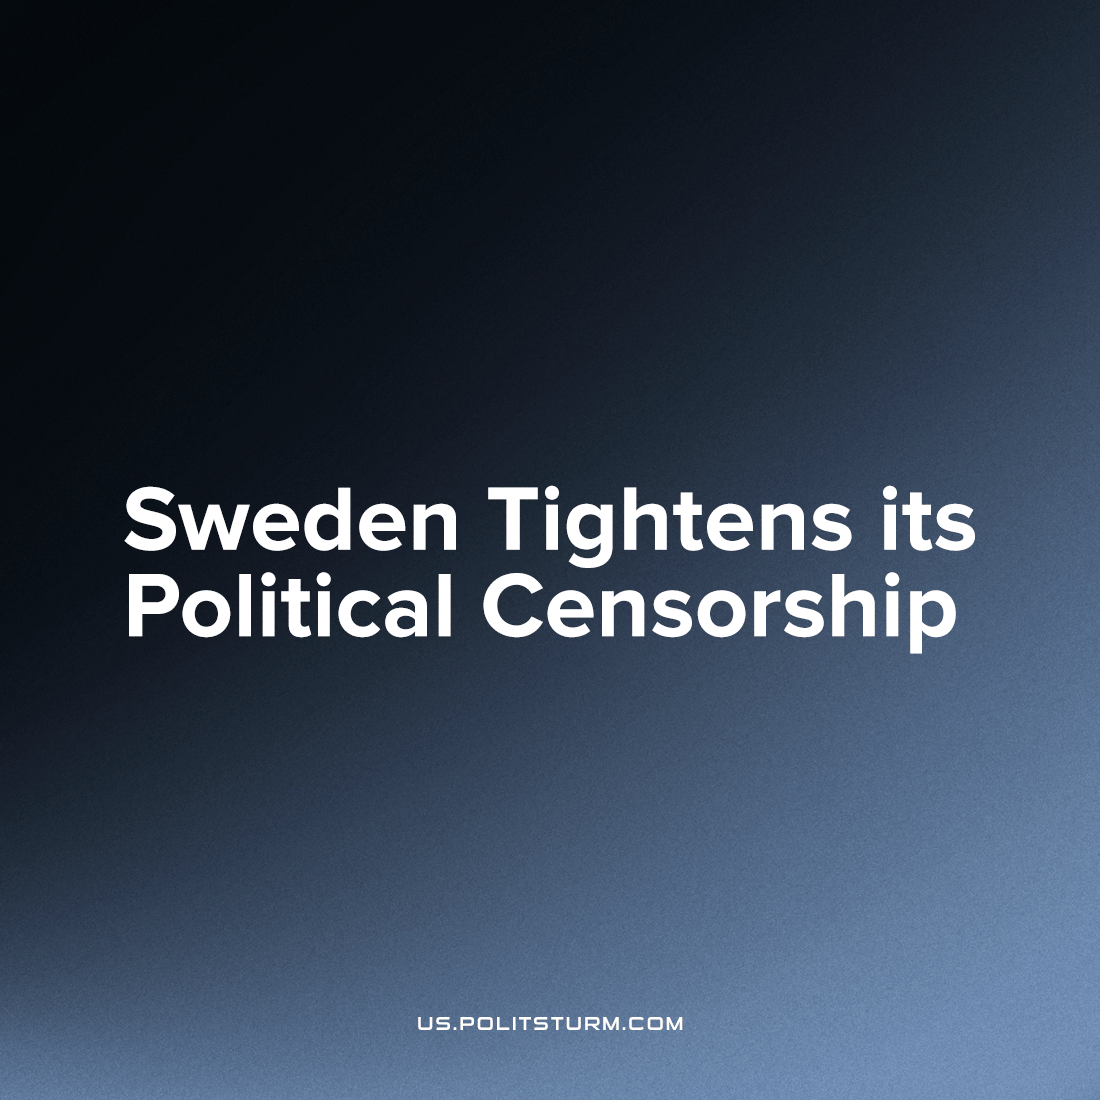 Sweden Tightens its
Political Censorship
US.POLITSTURM.COM